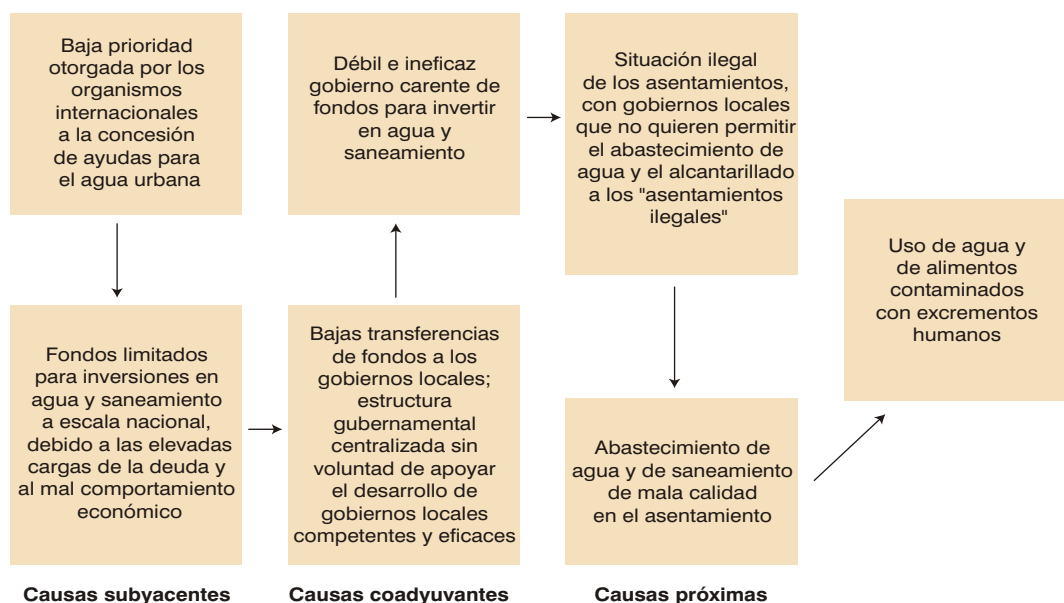 Baja prioridad
otorgada por los
organismos
internacionales
a la concesión
de ayudas para
el agua urbana
Fondos limitados
para inversiones en
agua y saneamiento
a escala nacional,
debido a las elevadas
cargas de la deuda y
al mal comportamiento
económico
Causas subyacentes
Débil e ineficaz
gobierno carente de
fondos para invertir
en agua y
saneamiento
Bajas transferencias
de fondos a los
gobiernos locales;
estructura
gubernamental
centralizada sin
voluntad de apoyar
el desarrollo de
gobiernos locales
competentes y eficaces
Causas coadyuvantes
Situación ilegal
de los asentamientos,
con gobiernos locales
que no quieren permitir
el abastecimiento de
agua y el alcantarillado
a los "asentamientos
ilegales"
Abastecimiento de
agua y de saneamiento
de mala calidad
en el asentamiento
Causas próximas
Uso de agua y
de alimentos
contaminados
con excrementos
humanos